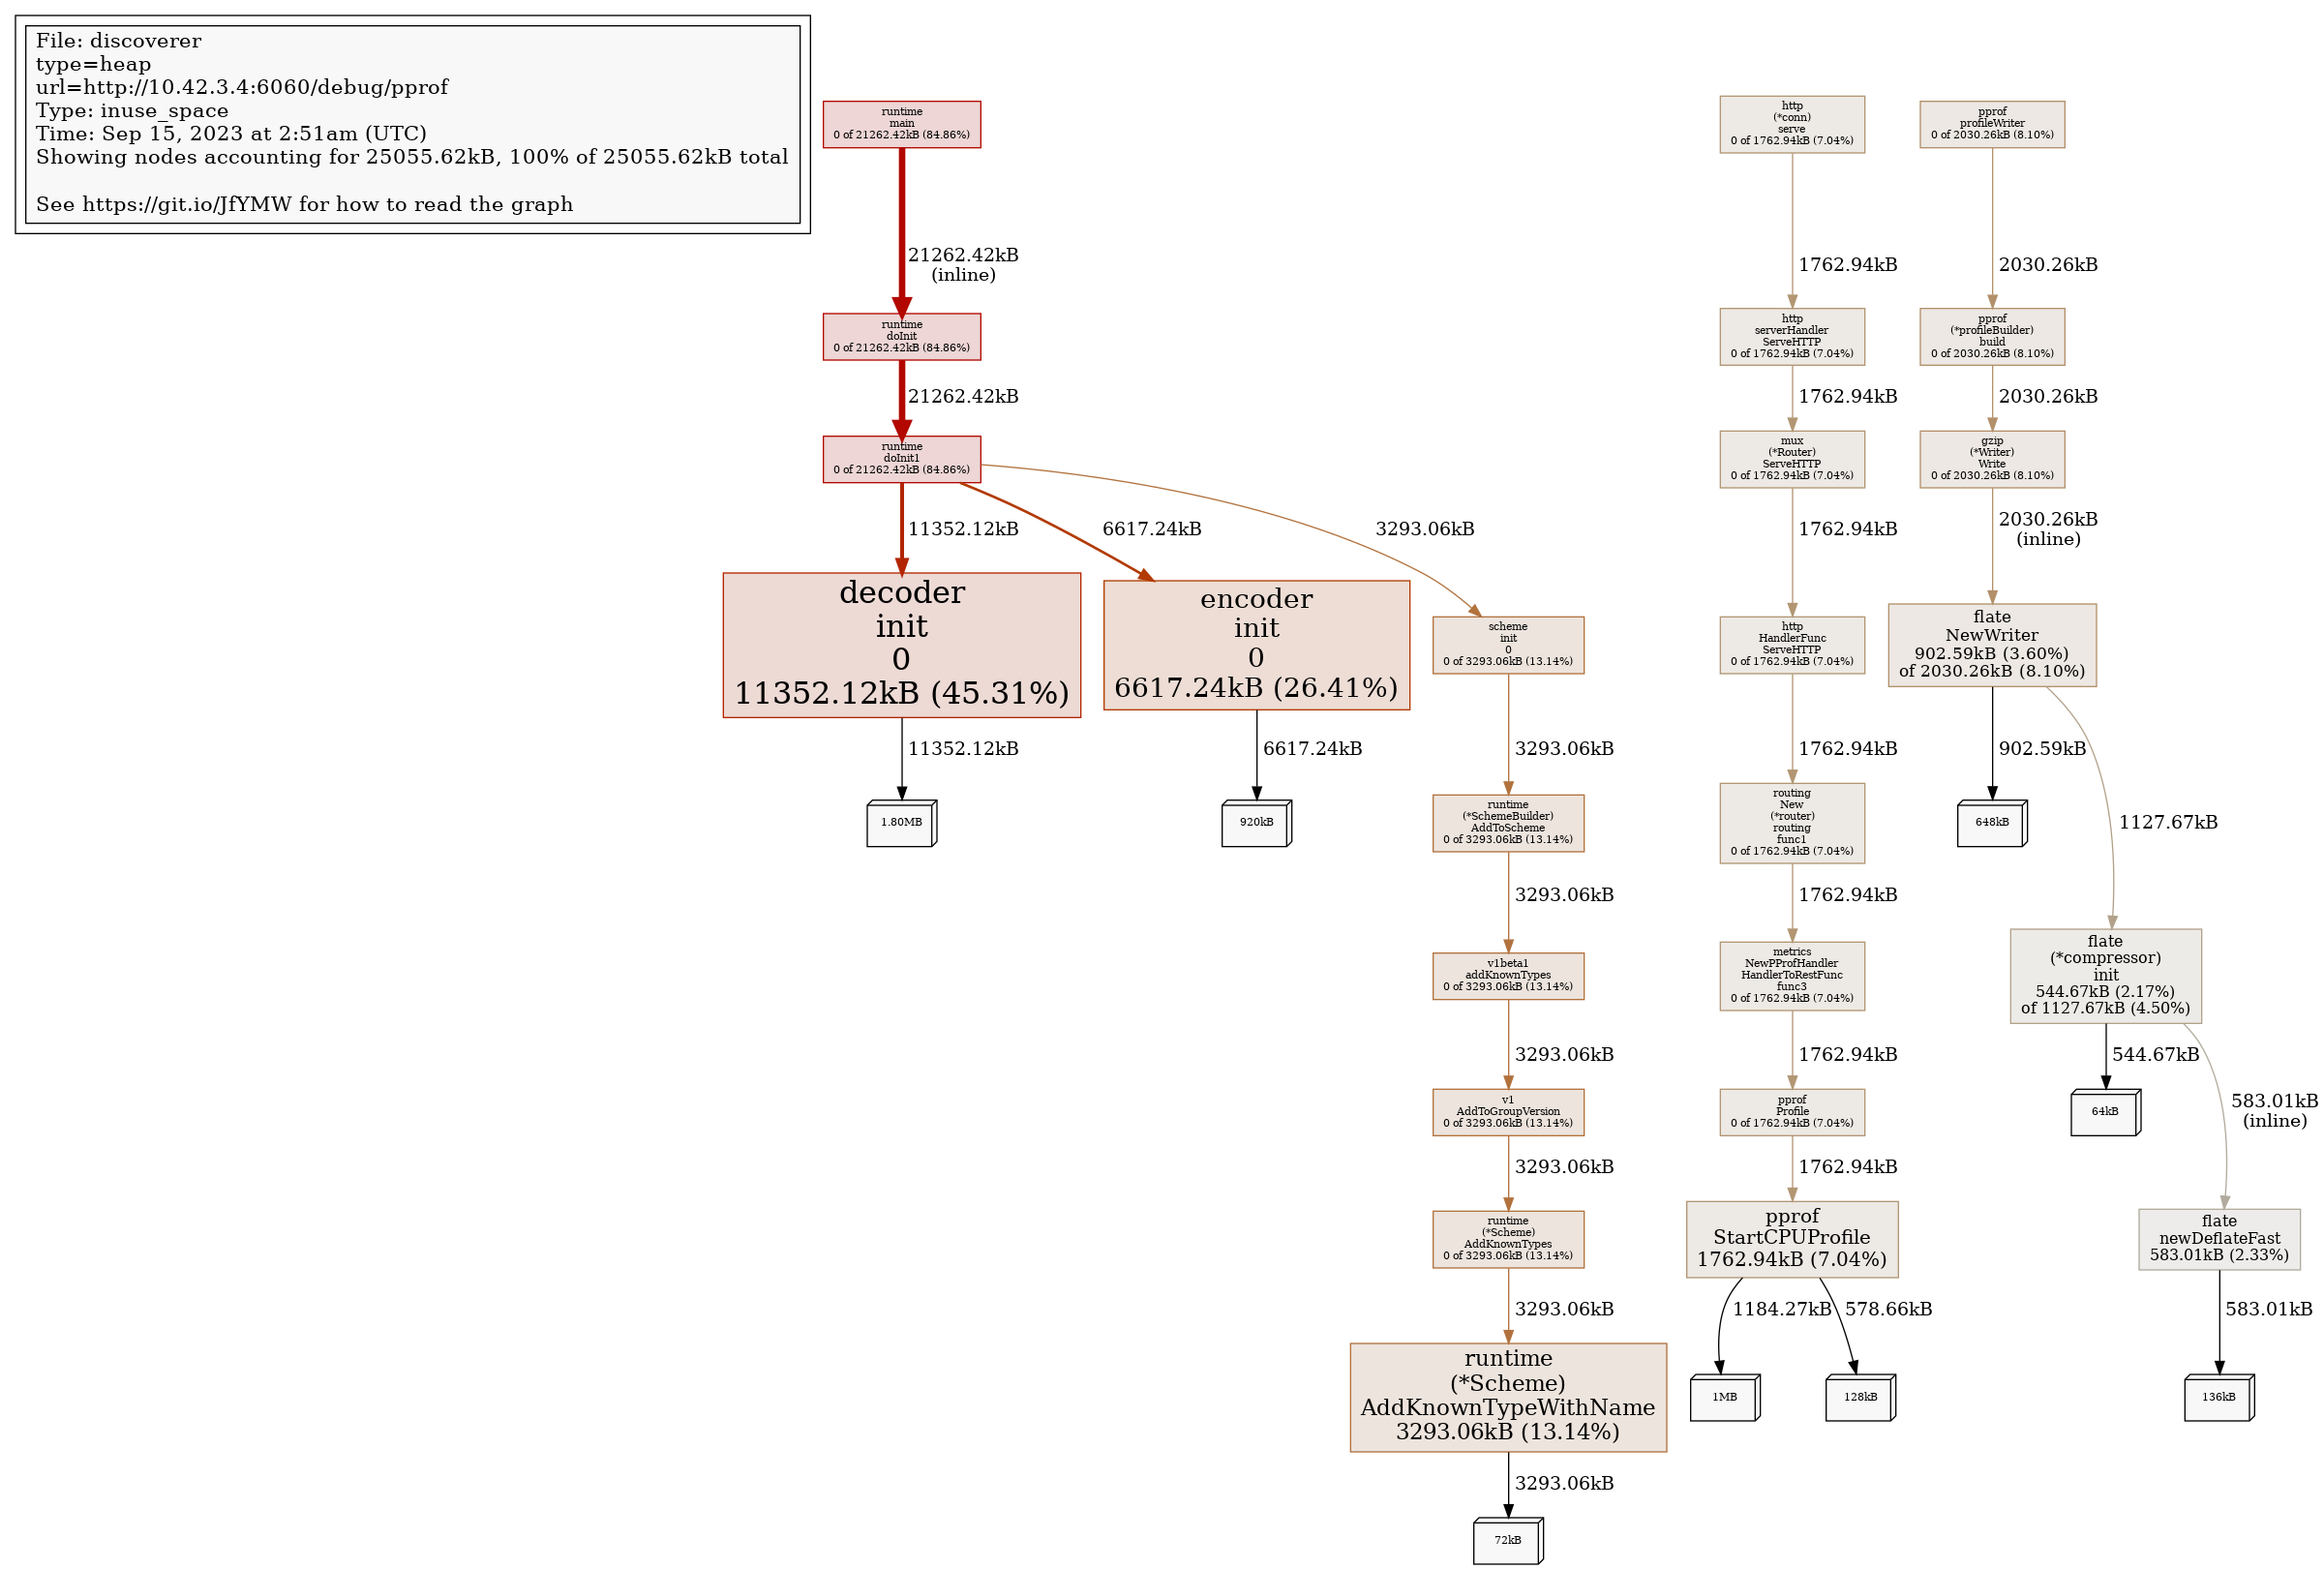 File: discoverer
type=heap
url=http://10.42.3.4:6060/debug/pprof
Type: inuse_space
Time: Sep 15, 2023 at 2:51am (UTC)
Showing nodes accounting for 25055.62kB, 100% of 25055.62kB total
See https://git.io/JfYMW for how to read the graph
runtime
main
0 of 21262.42kB (84.86%)
21262.42kB
(inline)
runtime
doInit
0 of 21262.42kB (84.86%)
21262.42kB
runtime
doInit1
0 of 21262.42kB (84.86%)
11352.12kB
6617.24kB
3293.06kB
decoder
init
0
11352.12kB (45.31%)
11352.12kB
1.80MB
encoder
init
0
6617.24kB (26.41%)
6617.24kB
920kB
scheme
init
0
0 of 3293.06kB (13.14%)
3293.06kB
runtime
(*SchemeBuilder)
AddToScheme
0 of 3293.06kB (13.14%)
3293.06kB
v1beta1
addKnownTypes
0 of 3293.06kB (13.14%)
3293.06kB
v1
AddToGroupVersion
0 of 3293.06kB (13.14%)
3293.06kB
runtime
(*Scheme)
AddKnownTypes
0 of 3293.06kB (13.14%)
3293.06kB
runtime
(*Scheme)
AddKnownTypeWithName
3293.06kB (13.14%)
3293.06kB
72kB
http
(*conn)
serve
0 of 1762.94kB (7.04%)
1762.94kB
http
serverHandler
ServeHTTP
0 of 1762.94kB (7.04%)
1762.94kB
mux
(*Router)
ServeHTTP
0 of 1762.94kB (7.04%)
1762.94kB
http
HandlerFunc
ServeHTTP
0 of 1762.94kB (7.04%)
1762.94kB
routing
New
(*router)
routing
func1
0 of 1762.94kB (7.04%)
1762.94kB
metrics
NewPProfHandler
HandlerToRestFunc
func3
0 of 1762.94kB (7.04%)
1762.94kB
pprof
Profile
0 of 1762.94kB (7.04%)
1762.94kB
pprof
StartCPUProfile
1762.94kB (7.04%)
1184.27kB
578.66kB
1MB
128kB
pprof
profileWriter
0 of 2030.26kB (8.10%)
2030.26kB
pprof
(*profileBuilder)
build
0 of 2030.26kB (8.10%)
2030.26kB
gzip
(*Writer)
Write
0 of 2030.26kB (8.10%)
2030.26kB
(inline)
flate
NewWriter
902.59kB (3.60%)
of 2030.26kB (8.10%)
902.59kB
648kB
1127.67kB
flate
(*compressor)
init
544.67kB (2.17%)
of 1127.67kB (4.50%)
544.67kB
64kB
583.01kB
(inline)
flate
newDeflateFast
583.01kB (2.33%)
583.01kB
136kB